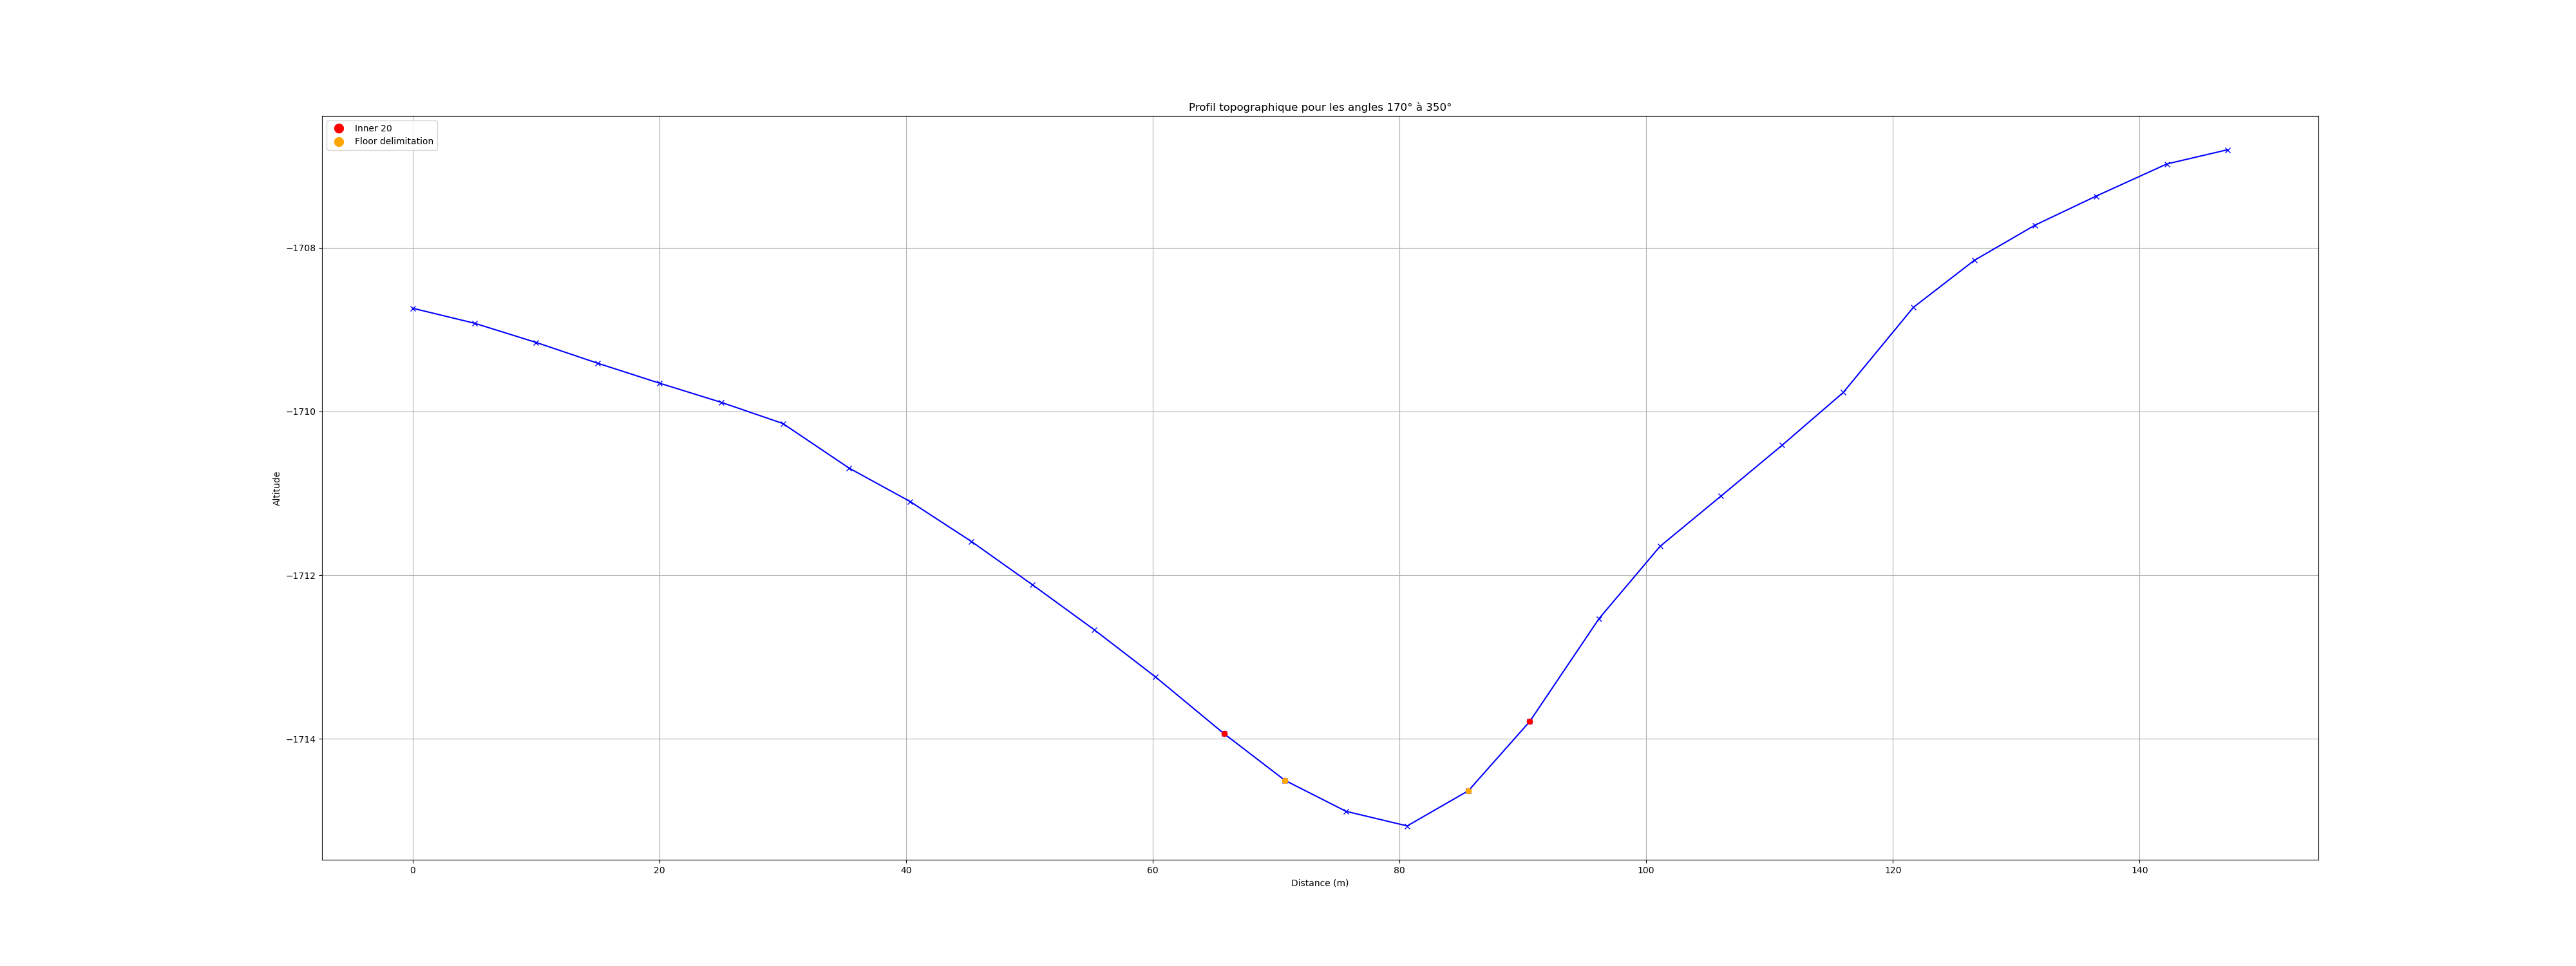 Profil topographique pour les angles 170° à 350°
Inner 20
Floor delimitation
−1708
−1710
−1712
−1714
Altitude
0 20 40 60 80 100 120 140
Distance (m)